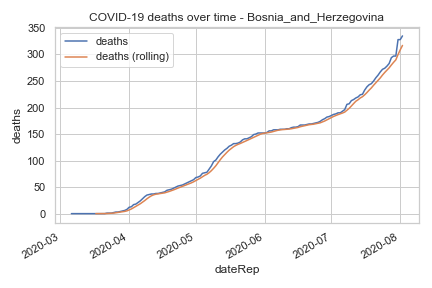 COVID-19 deaths over time - Bosnia_and_Herzegovina
deaths
deaths (rolling)
deaths
350
300
250
200
150
100
50
0
2020-03
2020-04
2020-05
2020-06
2020-07
2020-08
dateRep